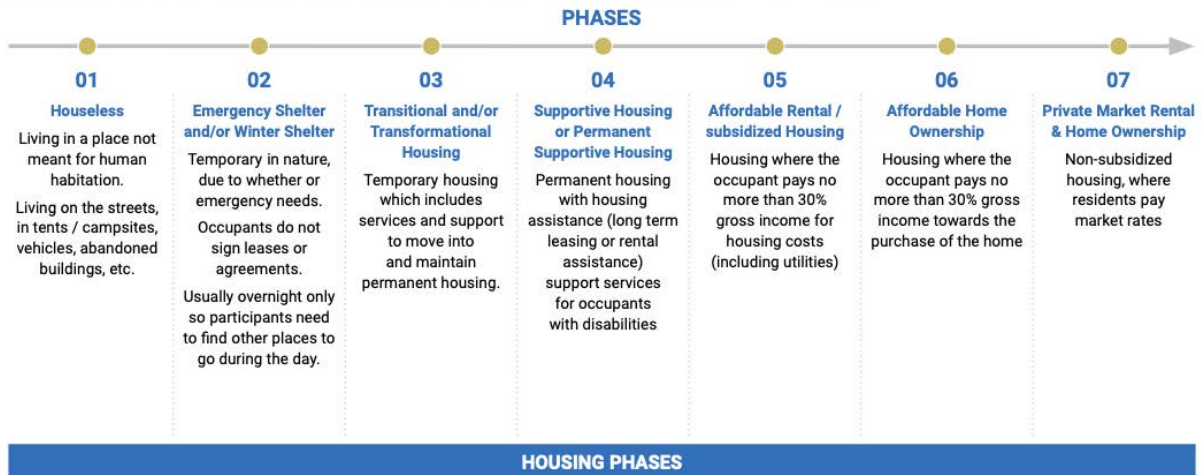 PHASES
01
Houseless
Living in a place not
meant for human
habitation.
Living on the streets,
in tents / campsites,
vehicles, abandoned
buildings, etc.
02
Emergency Shelter
and/or Winter Shelter
Temporary in nature,
due to whether or
emergency needs.
Occupants do not
sign leases or
agreements.
Usually overnight only
so participants need
to find other places to
go during the day.
03
Transitional and/or
Transformational
Housing
Temporary housing
which includes
services and support
to move into
and maintain
permanent housing.
04
Supportive Housing
or Permanent
Supportive Housing
Permanent housing
with housing
assistance (long term
leasing or rental
assistance)
support services
for occupants
with disabilities
05
Affordable Rental /
subsidized Housing
Housing where the
occupant pays no
more than 30%
gross income for
housing costs
(including utilities)
06
Affordable Home
Ownership
Housing where the
occupant pays no
more than 30% gross
income towards the
purchase of the home
07
Private Market Rental
& Home Ownership
Non-subsidized
housing, where
residents pay
market rates
HOUSING PHASES